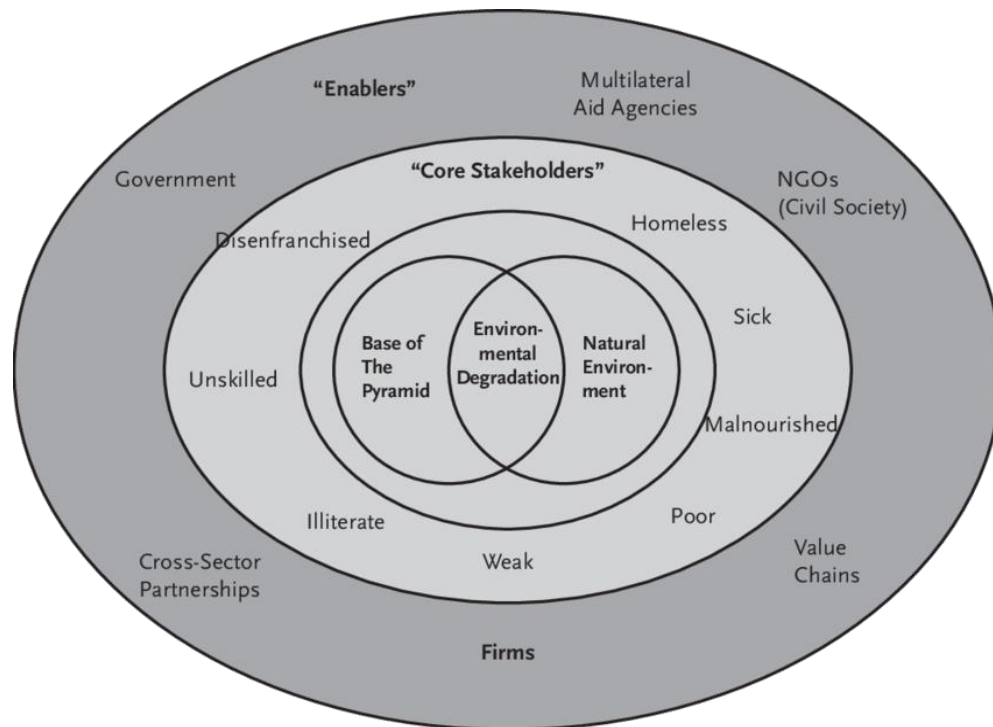 “Enablers”
Multilateral
Aid Agencies
Government
“Core Stakeholders”
NGOs
(Civil Society)
Disenfranchised
Homeless
Sick
Base of
The
Pyramid
Environ-
mental
Degradation
Natural
Environ-
ment
Unskilled
Malnourished
Illiterate
Poor
Weak
Cross-Sector
Partnerships
Value
Chains
Firms